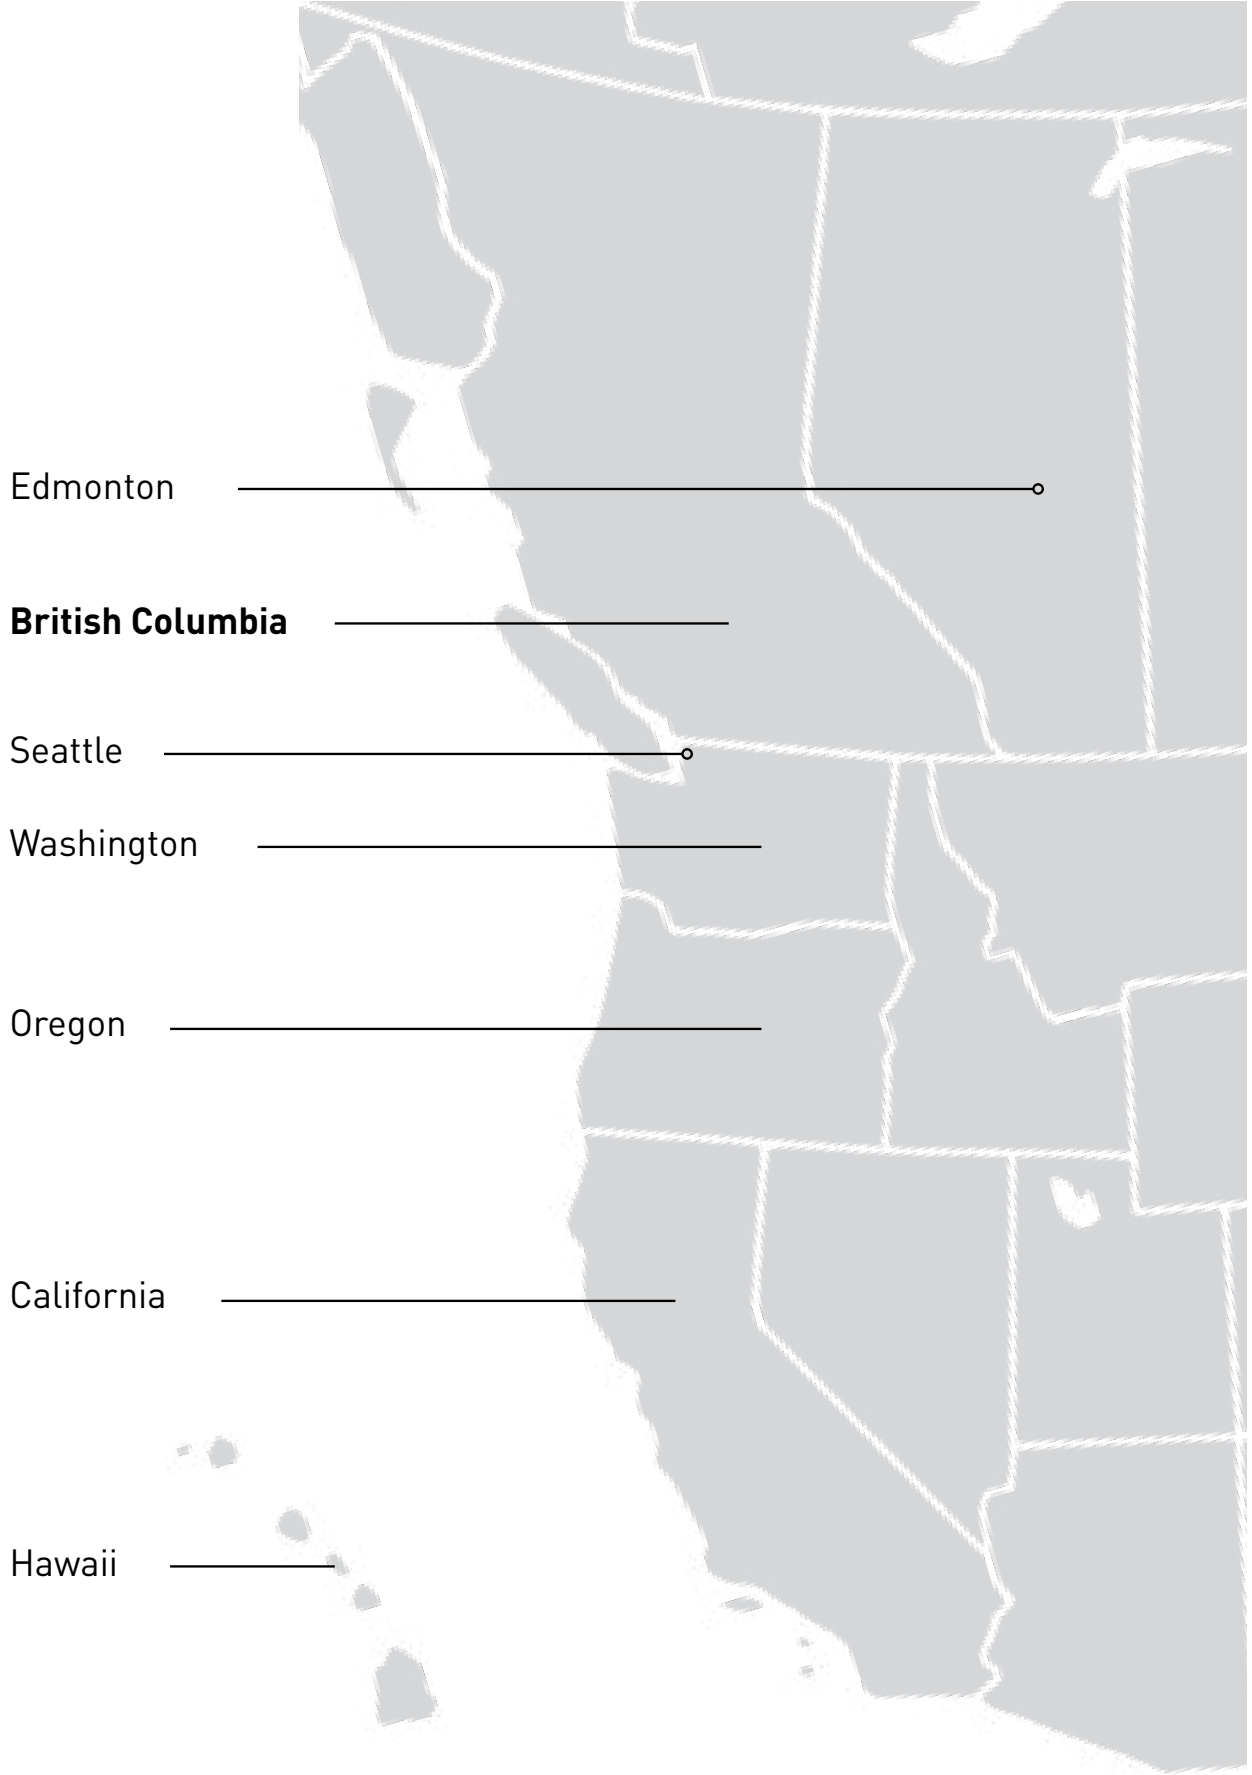 Edmonton
British Columbia
Seattle
Washington
Oregon
California
Hawaii